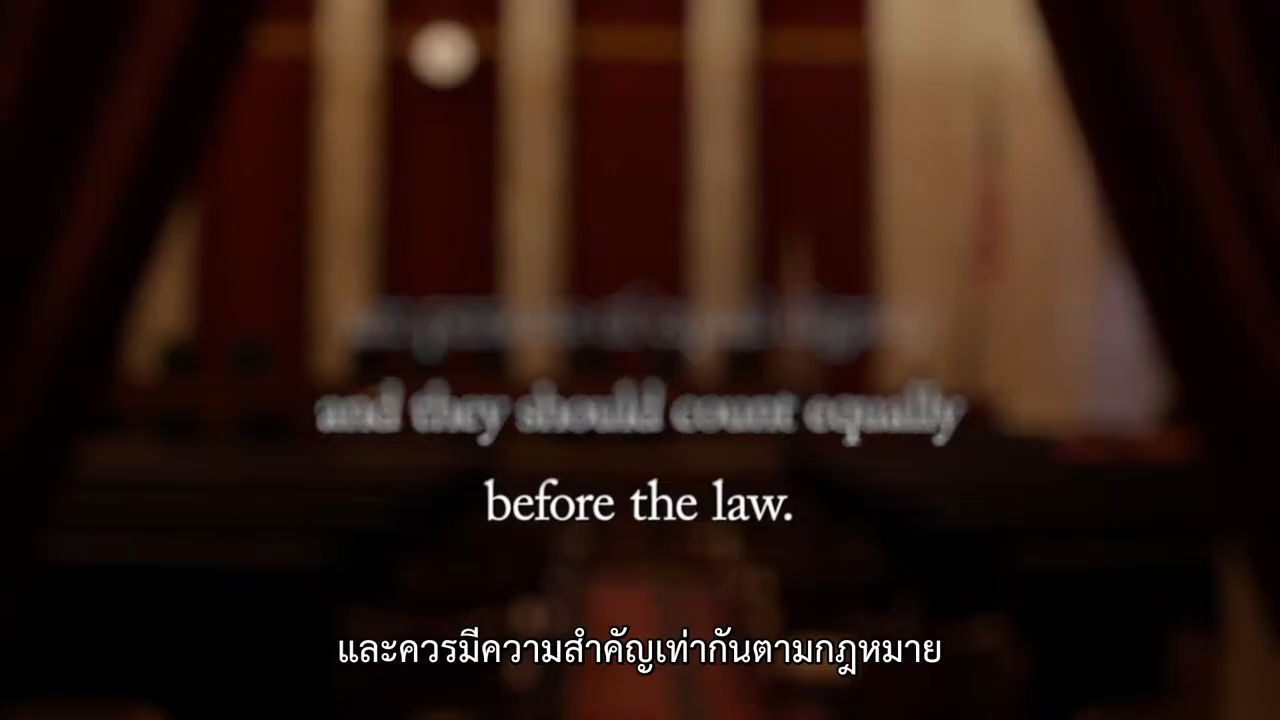 and they should count equally
before the law.
และควรมีความสำคัญเท่ากันตามกฎหมาย